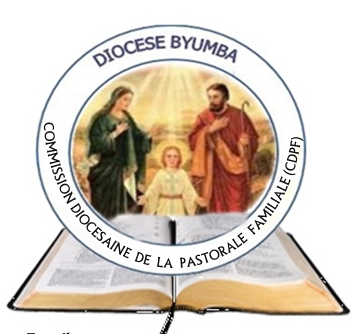 DIOCESE BYUMBA
COMMISSION DIOCESAINE DE LA PASTORALE FAMILIALE (CDPF)